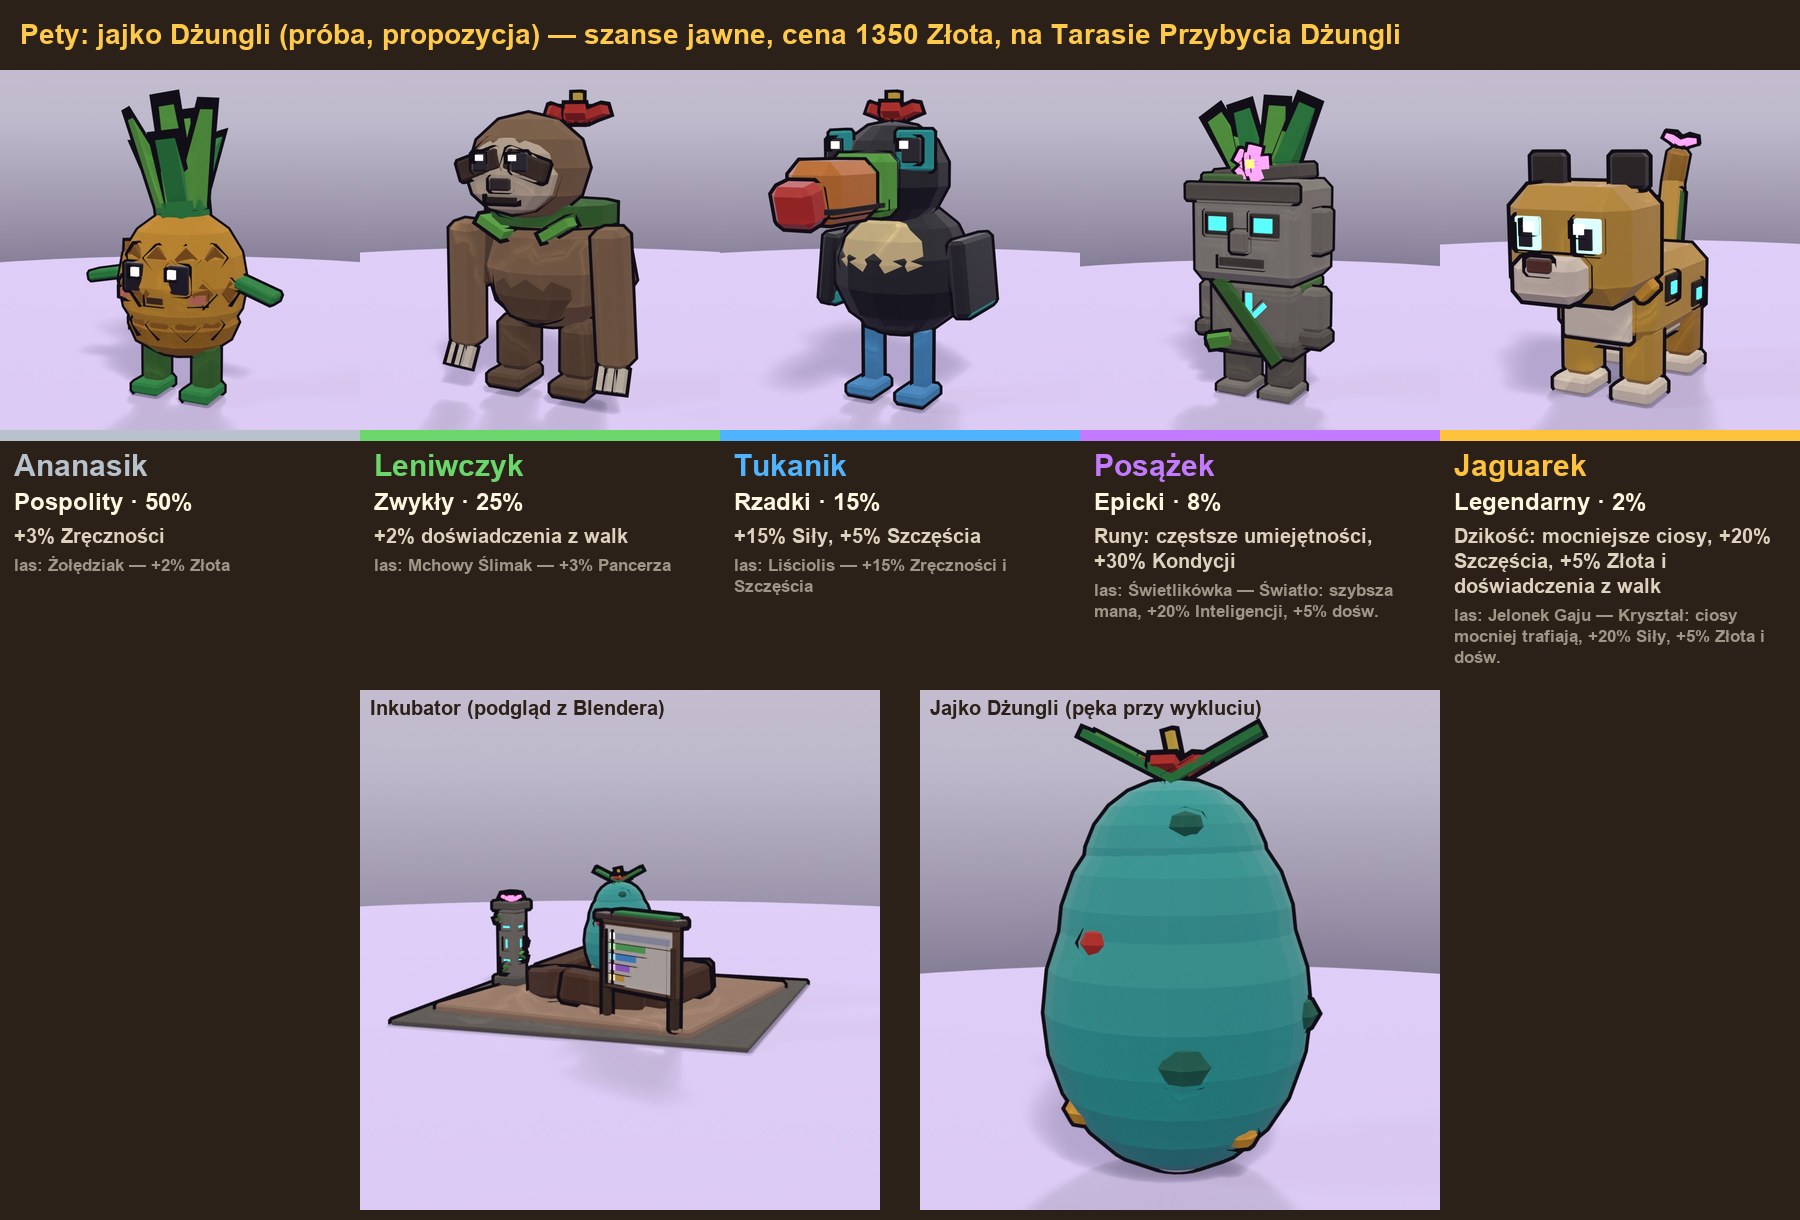 Pety: jajko Dżungli (próba, propozycja) — szanse jawne, cena 1350 Złota, na Tarasie Przybycia Dżungli
Ananasik
Pospolity · 50%
+3% Zręczności
las: Żołędziak — +2% Złota
Leniwczyk
Zwykły · 25%
+2% doświadczenia z walk
las: Mchowy Ślimak — +3% Pancerza
Tukanik
Rzadki · 15%
+15% Siły, +5% Szczęścia
las: Liściolis — +15% Zręczności i
Szczęścia
Posążek
Epicki · 8%
Runy: częstsze umiejętności,
+30% Kondycji
las: Świetlikówka — Światło: szybsza
mana, +20% Inteligencji, +5% dośw.
Jaguarek
Legendarny · 2%
Dzikość: mocniejsze ciosy, +20%
Szczęścia, +5% Złota i
doświadczenia z walk
las: Jelonek Gaju — Kryształ: ciosy
mocniej trafiają, +20% Siły, +5% Złota i
dośw.
Inkubator (podgląd z Blendera)
Jajko Dżungli (pęka przy wykluciu)